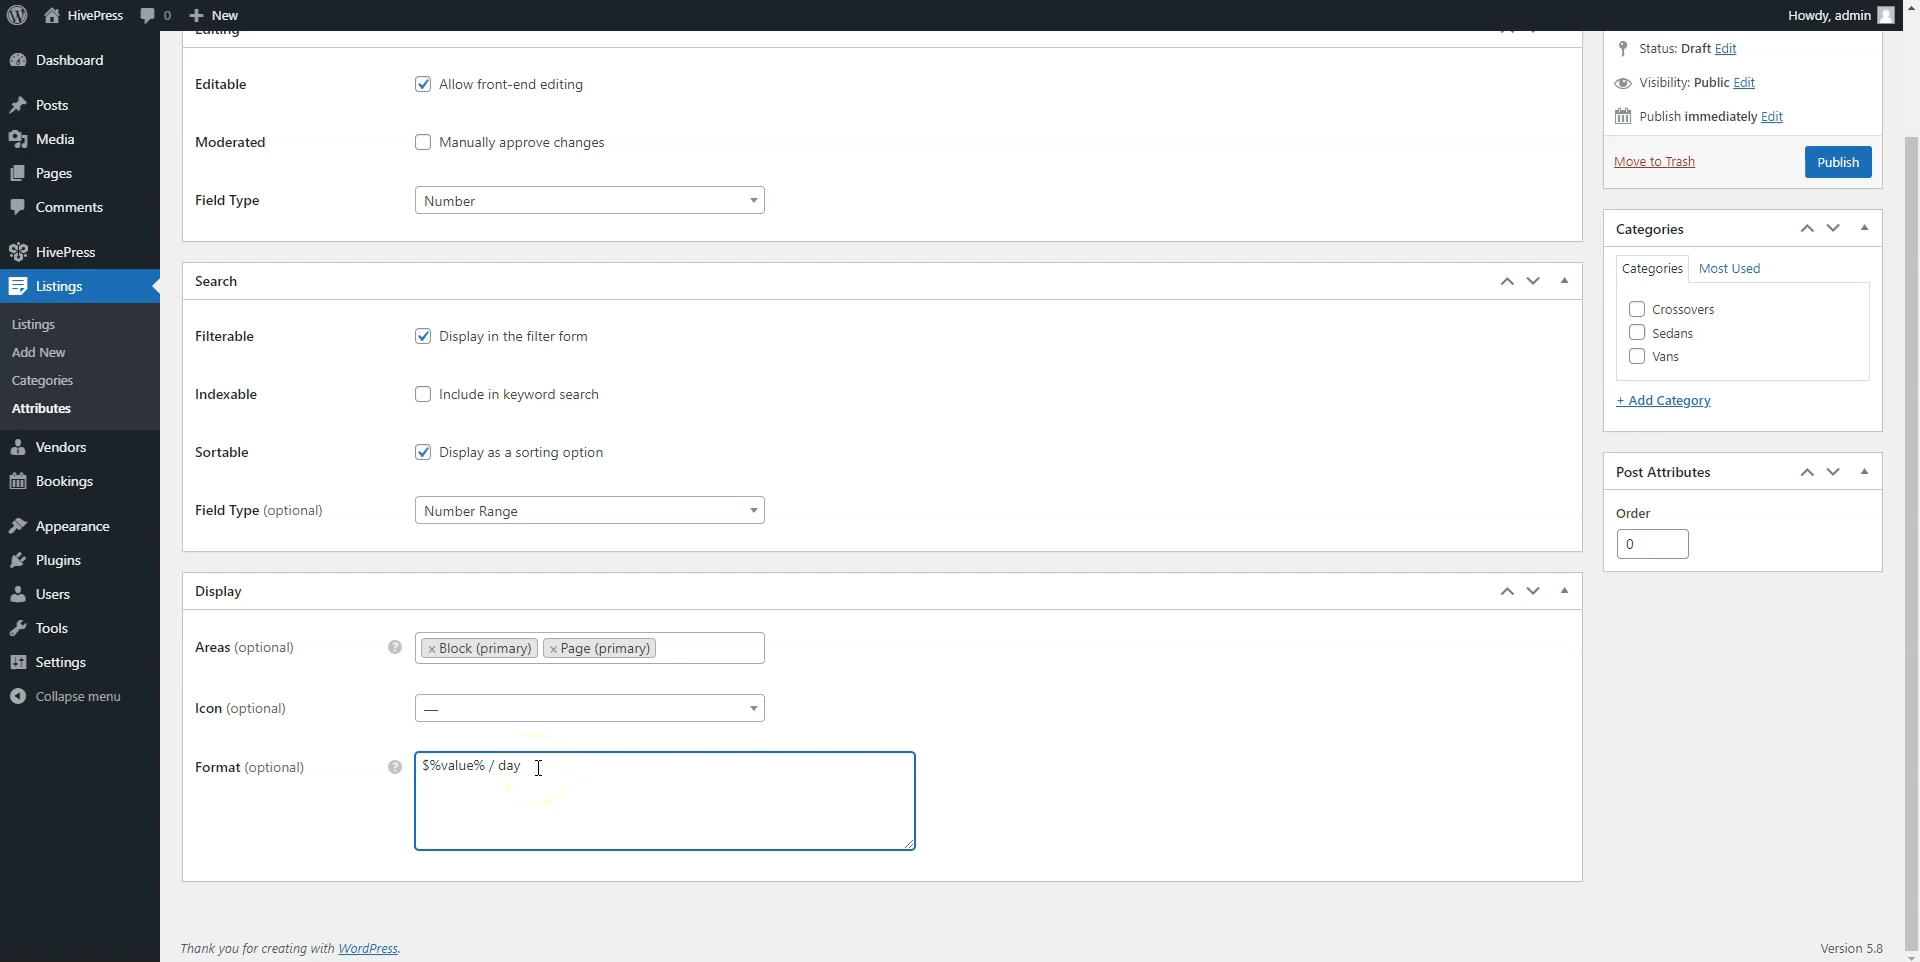 HivePress
0
New
Howdy, admin
Dashboard
Posts
Media
Pages
Comments
HivePress
Listings
Listings
Add New
Categories
Attributes
Vendors
Bookings
Appearance
Plugins
Users
Tools
Settings
Collapse menu
Editing
Editable
Allow front-end editing
Moderated
Manually approve changes
Field Type
Number
Search
Filterable
Display in the filter form
Indexable
Include in keyword search
Sortable
Display as a sorting option
Field Type (optional)
Number Range
Display
Areas (optional)
?
× Block (primary) × Page (primary)
Icon (optional)
—
Format (optional)
?
$%value% / day
Status: Draft Edit
Visibility: Public Edit
Publish immediately Edit
Move to Trash
Publish
Categories
Categories Most Used
Crossovers
Sedans
Vans
+ Add Category
Post Attributes
Order
0
Thank you for creating with WordPress.
Version 5.8